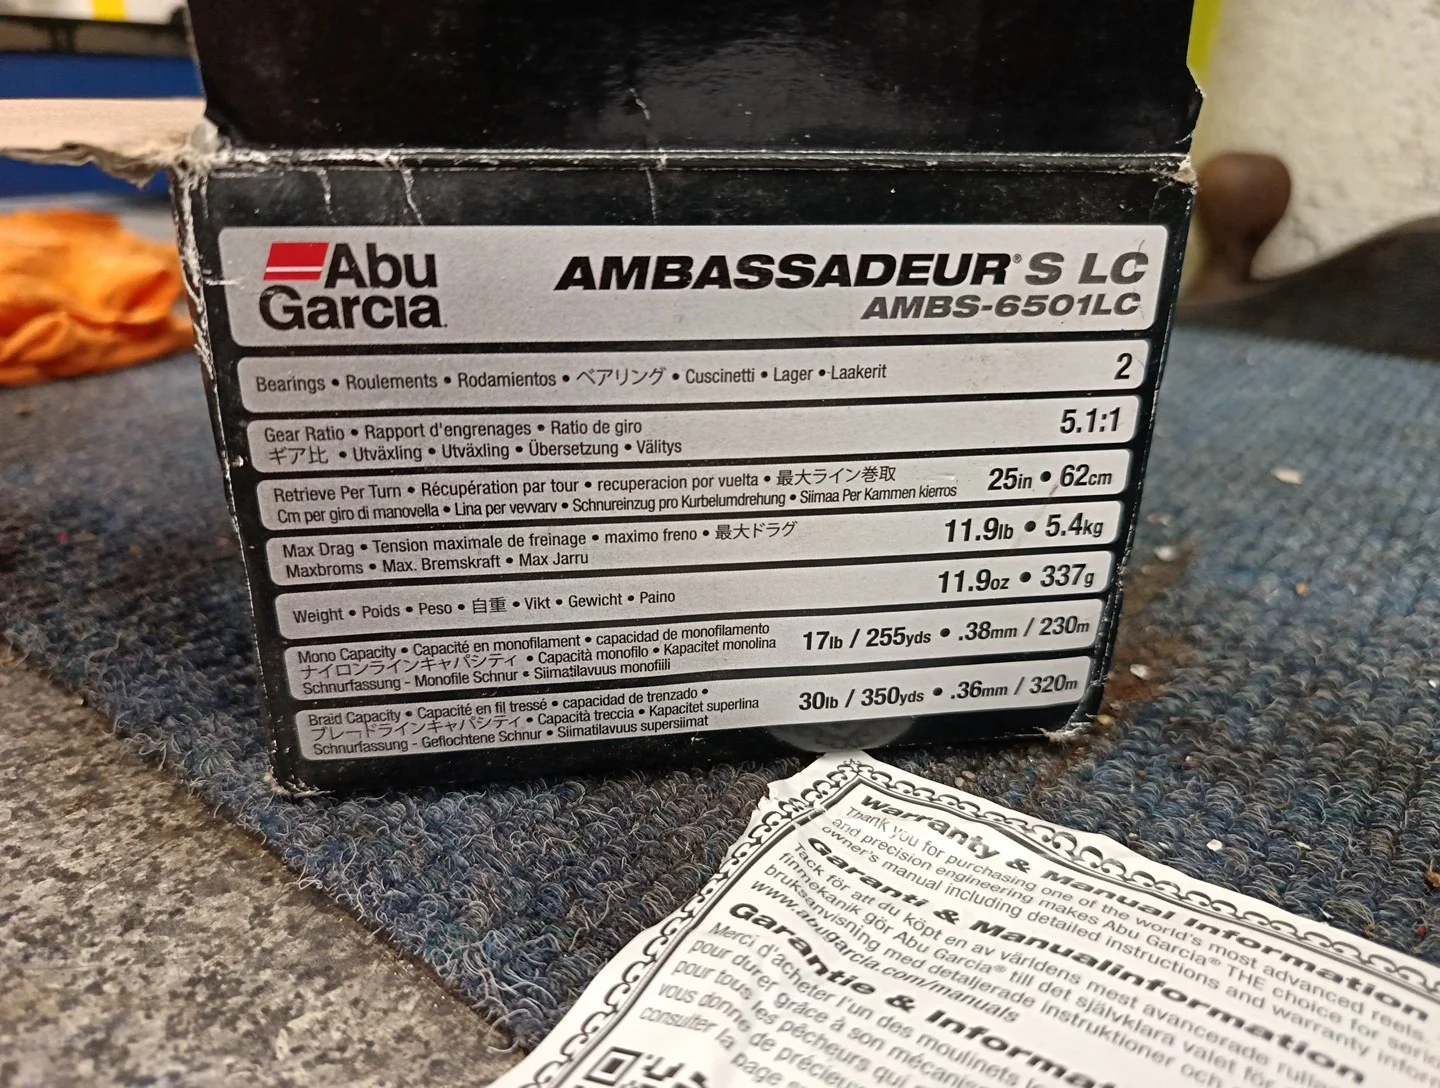 Abu
Garcia
AMBASSADEUR® S LC
AMBS-6501LC
Bearings • Roulements • Rodamientos • ベアリング • Cuscinetti • Lager • Laakerit 2
Gear Ratio • Rapport d'engrenages • Ratio de giro
ギア比 • Utväxling • Utväxling • Übersetzung • Välitys
5.1:1
Retrieve Per Turn • Récupération par tour • recuperacion por vuelta • 最大ライン巻取
Cm per giro di manovella • Lina per vevvarv • Schnureinzug pro Kurbelumdrehung • Siimaa Per Kammen kierros
25in • 62cm
Max Drag • Tension maximale de freinage • maximo freno • 最大ドラグ
Maxbroms • Max. Bremskraft • Max Jarru
11.9lb • 5.4kg
Weight • Poids • Peso • 自重 • Vikt • Gewicht • Paino 11.9oz • 337g
Mono Capacity • Capacité en monofilament • capacidad de monofilamento
ナイロンラインキャパシティ • Capacità monofilo • Kapacitet monolina
Schnurfassung - Monofile Schnur • Siimatilavuus monofiili
17lb / 255yds • .38mm / 230m
Braid Capacity • Capacité en fil tressé • capacidad de trenzado •
ブレードラインキャパシティ • Capacità treccia • Kapacitet superlina
Schnurfassung - Geflochtene Schnur • Siimatilavuus supersiimat
30lb / 350yds • .36mm / 320m
Warranty & Manual Information
Thank you for purchasing one of the world's most advanced reels
and precision engineering makes Abu Garcia® THE choice for
owner's manual including detailed instructions and warranty
Garanti & Manualinformation
Tack för att du köpt en av världens mest avancerade
finmekanik gör Abu Garcia® till det självklara valet
bruksanvisning med detaljerade instruktioner och
www.abugarcia.com/manuals
Garantie &
Merci d'acheter l'un des moulinets
pour durer grâce à son
pour tous les pêcheurs qui
vous donne de
consulter la page